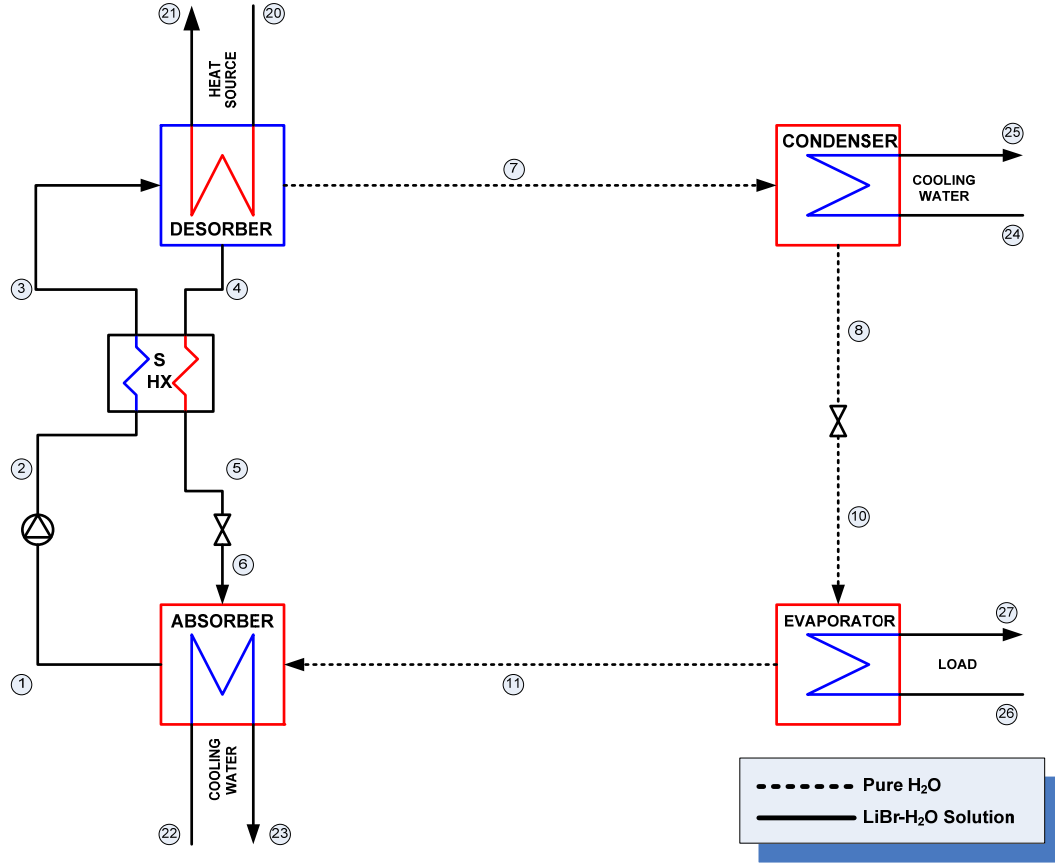 21
20
HEAT
SOURCE
DESORBER
7
CONDENSER
25
COOLING
WATER
24
3
4
S
HX
8
2
5
10
6
ABSORBER
EVAPORATOR
27
LOAD
26
1
11
COOLING
WATER
22
23
Pure H₂O
LiBr-H₂O Solution